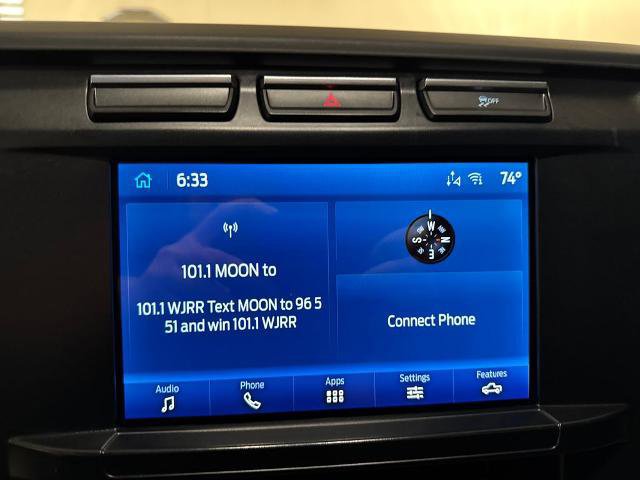 OFF
6:33
74°
101.1 MOON to
101.1 WJRR Text MOON to 96 5
51 and win 101.1 WJRR
W
S N
E
Connect Phone
Audio
Phone
Apps
Settings
Features